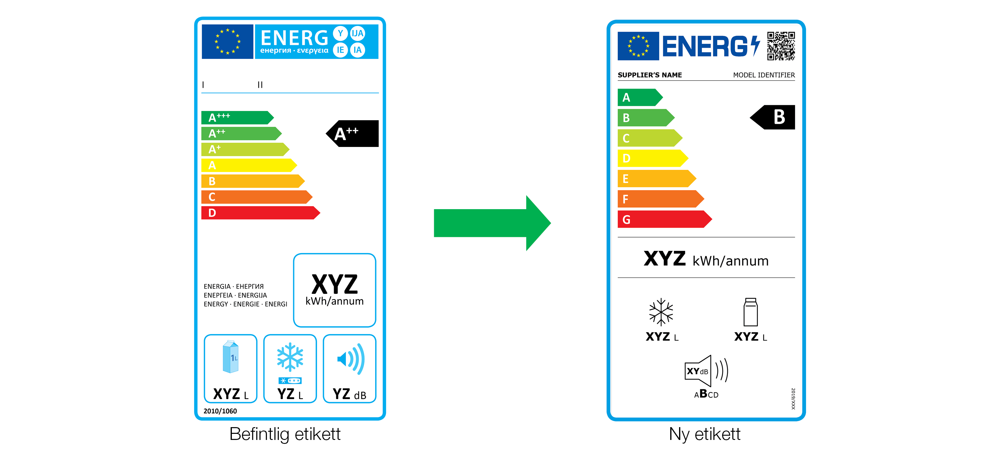 ENERG Y IJA
енергия · ενεργεια IE IA
I II
A+++
A++
A+
A
B
C
D
A++
XYZ
kWh/annum
ENERGIA · ЕНЕРГИЯ
ΕΝΕΡΓΕΙΑ · ENERGIJA
ENERGY · ENERGIE · ENERGI
1L
XYZ L
YZ L
YZ dB
2010/1060
Befintlig etikett
ENERG
SUPPLIER’S NAME MODEL IDENTIFIER
A
B
C
D
E
F
G
B
XYZ kWh/annum
XYZ L
XYZ L
XYdB
ABCD
2019/XXX
Ny etikett